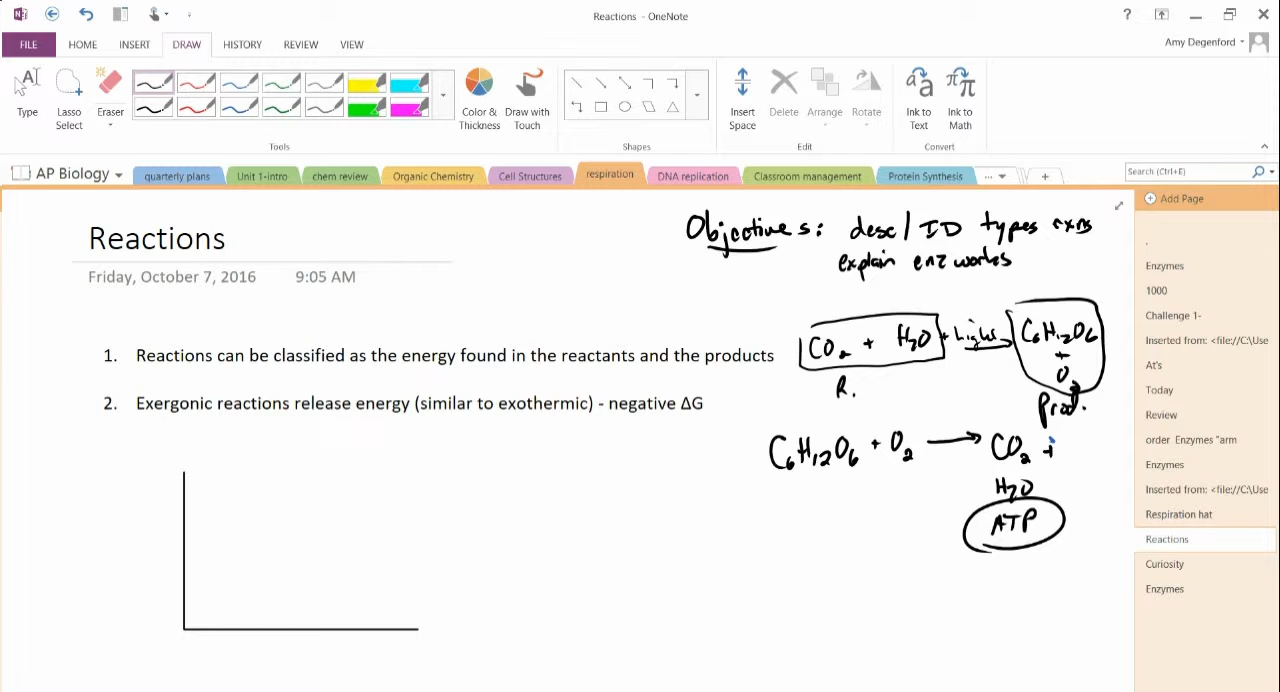 Reactions - OneNote
?
Amy Degenford
FILE HOME INSERT DRAW HISTORY REVIEW VIEW
Type
Lasso Select
Eraser
Color & Thickness
Draw with Touch
Insert Space
Delete
Arrange
Rotate
Ink to Text
Ink to Math
Tools
Shapes
Edit
Convert
AP Biology
quarterly plans
Unit 1-intro
chem review
Organic Chemistry
Cell Structures
respiration
DNA replication
Classroom management
Protein Synthesis
...
Search (Ctrl+E)
Reactions
Friday, October 7, 2016 9:05 AM
Objectives: desc/ID types rxns
explain enz works
1. Reactions can be classified as the energy found in the reactants and the products
2. Exergonic reactions release energy (similar to exothermic) - negative ΔG
CO₂ + H₂O + light → C₆H₁₂O₆
+
O₂
R.
Prod.
C₆H₁₂O₆ + O₂ → CO₂ +
H₂O
ATP
Add Page
.
Enzymes
1000
Challenge 1-
Inserted from: <file://C:\Use
At's
Today
Review
order Enzymes "arm
Enzymes
Inserted from: <file://C:\Use
Respiration hat
Reactions
Curiosity
Enzymes